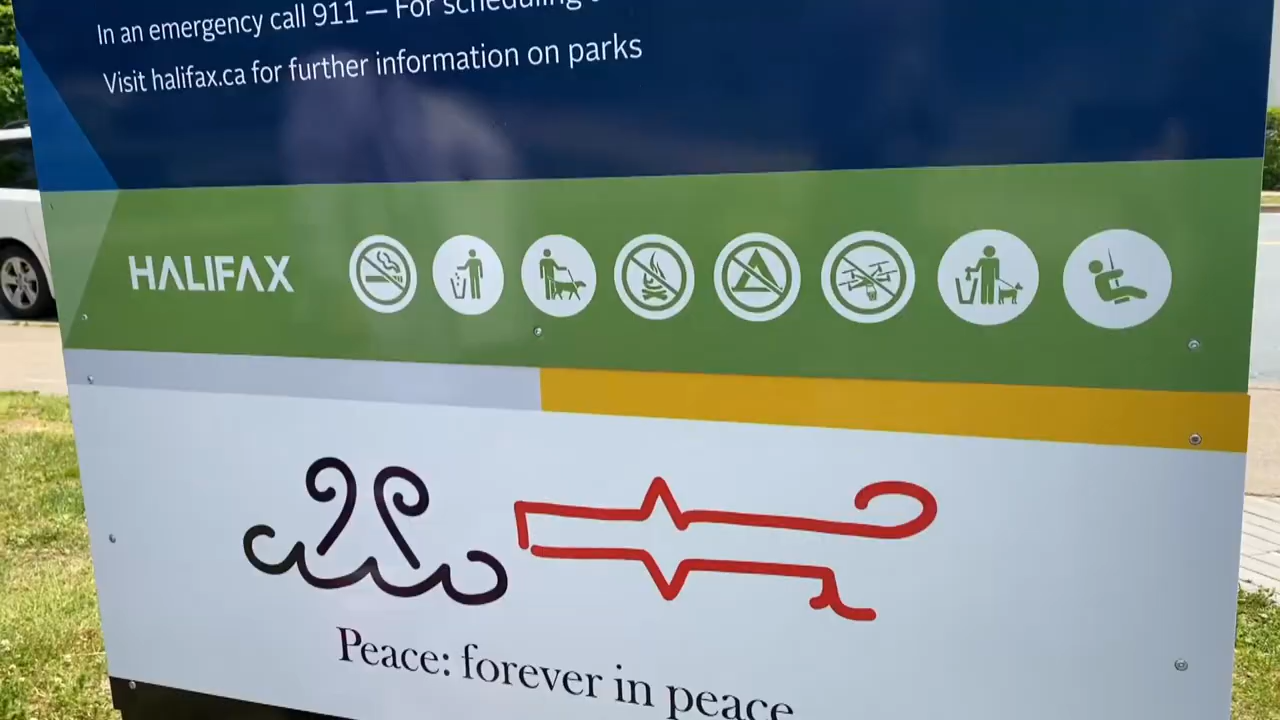 In an emergency call 911 — For scheduling
Visit halifax.ca for further information on parks
HALIFAX
Peace: forever in peace